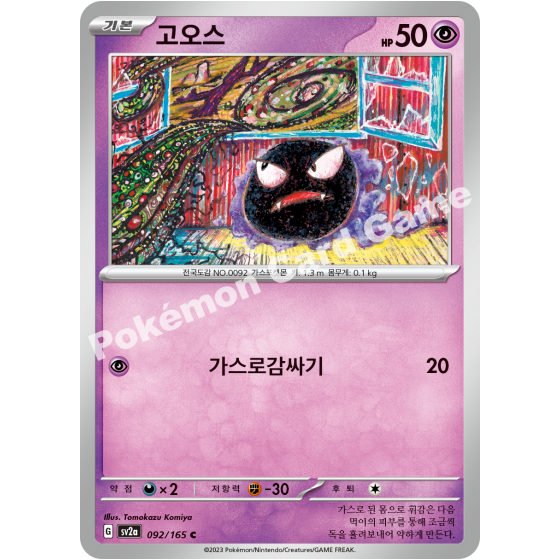 기본 고오스 HP 50
전국도감 NO.0092 가스포켓몬 키: 1.3 m 몸무게: 0.1 kg
Pokémon Card Game
가스로감싸기 20
약점 ×2 저항력 -30 후퇴
Illus. Tomokazu Komiya
G sv2a 092/165 C
가스로 된 몸으로 휘감은 다음
먹이의 피부를 통해 조금씩
독을 흘려보내어 약하게 만든다.
©2023 Pokémon/Nintendo/Creatures/GAME FREAK.